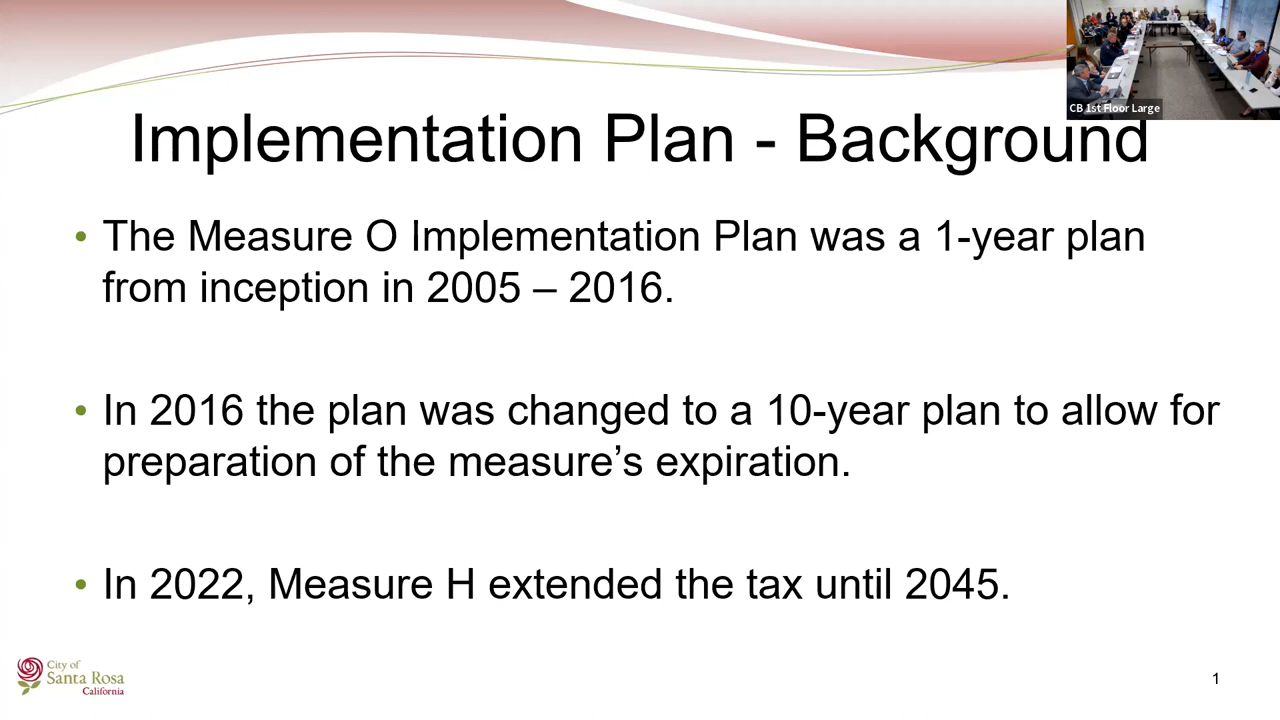 CB 1st Floor Large
Implementation Plan - Background
• The Measure O Implementation Plan was a 1-year plan
from inception in 2005 – 2016.
• In 2016 the plan was changed to a 10-year plan to allow for
preparation of the measure’s expiration.
• In 2022, Measure H extended the tax until 2045.
City of
Santa Rosa
California
1